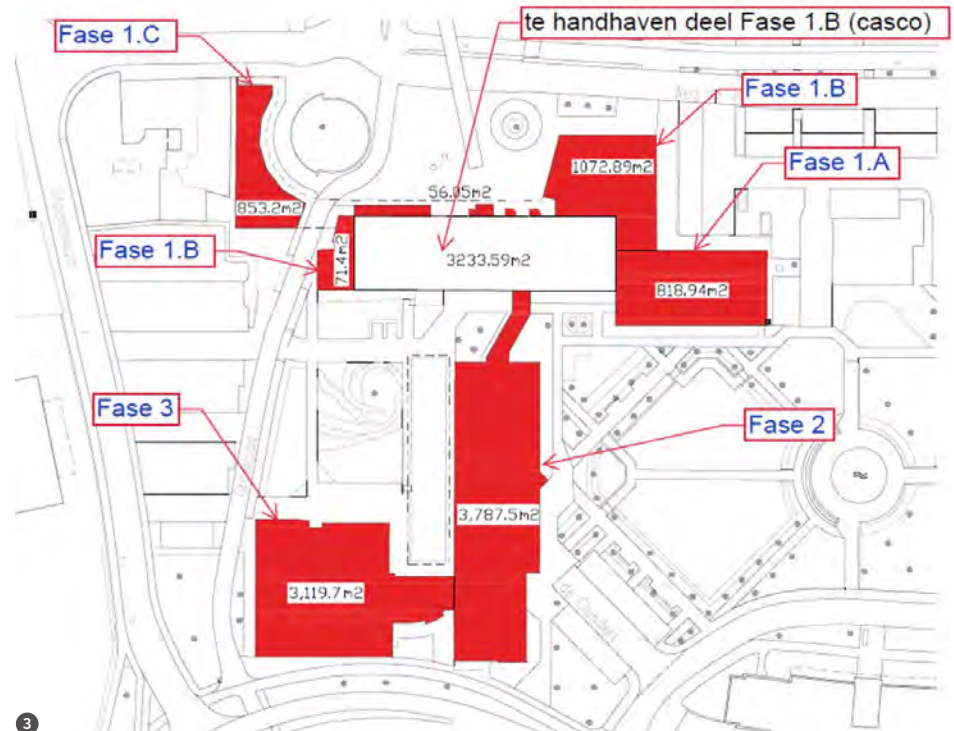 te handhaven deel Fase 1.B (casco)
Fase 1.C
Fase 1.B
1072.89m2
Fase 1.A
56.05m2
853.2m2
Fase 1.B
71.4m2
3233.59m2
818.94m2
Fase 3
Fase 2
3,787.5m2
3,119.7m2
3